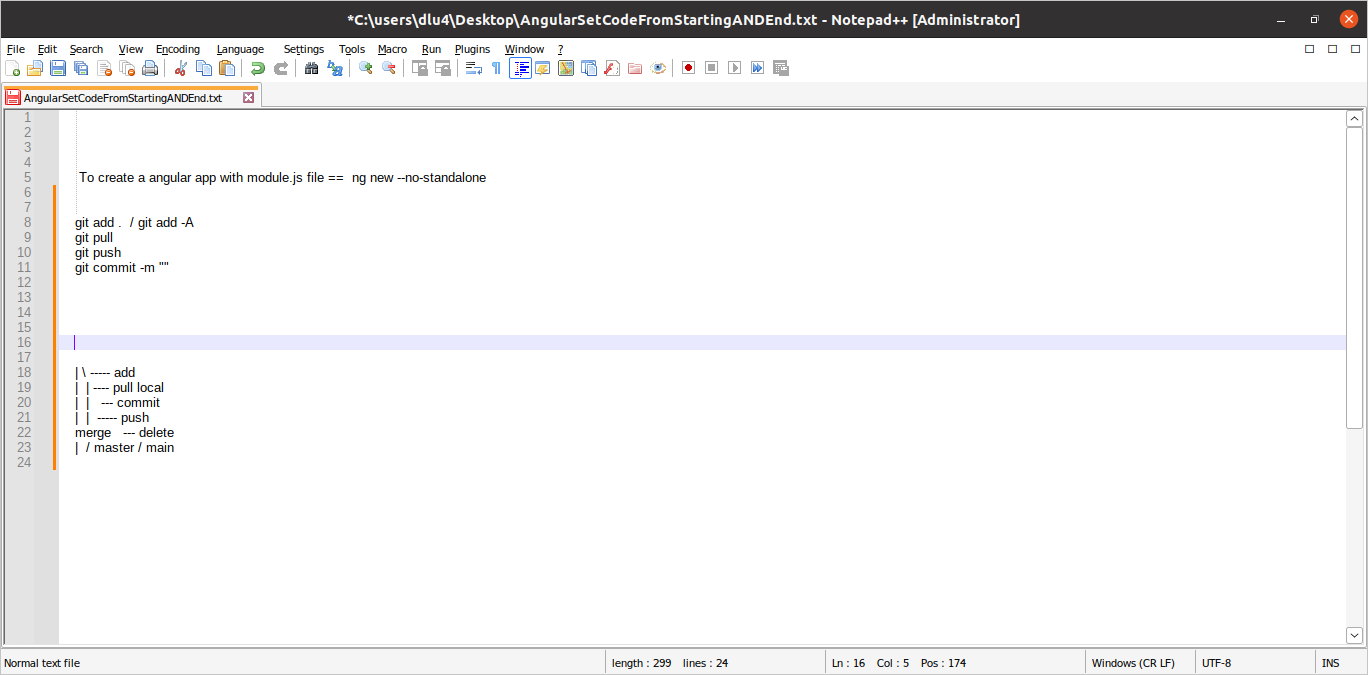 *C:\users\dlu4\Desktop\AngularSetCodeFromStartingANDEnd.txt - Notepad++ [Administrator]
File Edit Search View Encoding Language Settings Tools Macro Run Plugins Window ?
AngularSetCodeFromStartingANDEnd.txt
1
2
3
4
5 To create a angular app with module.js file == ng new --no-standalone
6
7
8 git add . / git add -A
9 git pull
10 git push
11 git commit -m ""
12
13
14
15
16
17
18 | \ ----- add
19 | | ---- pull local
20 | | --- commit
21 | | ----- push
22 merge --- delete
23 | / master / main
24
Normal text file length : 299 lines : 24 Ln : 16 Col : 5 Pos : 174 Windows (CR LF) UTF-8 INS